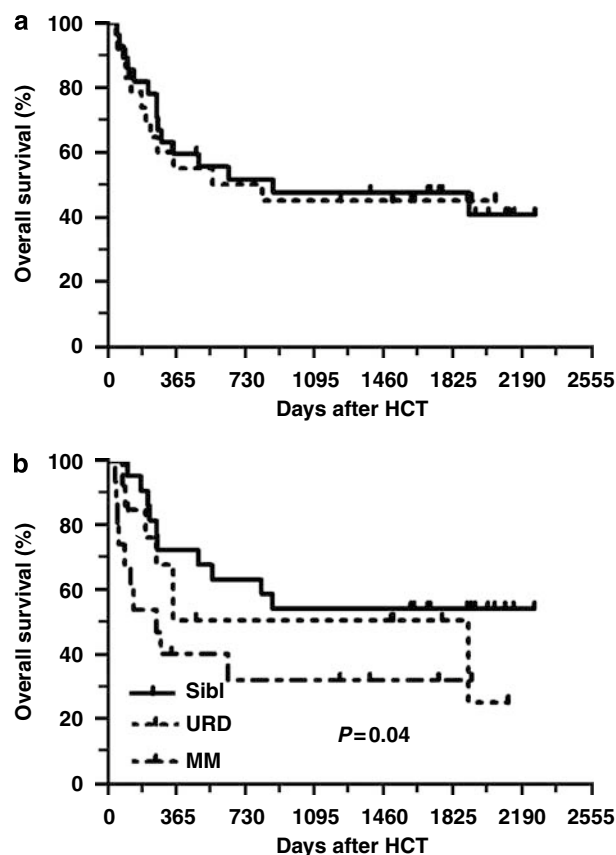 a
Overall survival (%)
100
80
60
40
20
0
0 365 730 1095 1460 1825 2190 2555
Days after HCT
b
Overall survival (%)
100
80
60
40
20
0
Sibl
URD
MM
P=0.04
0 365 730 1095 1460 1825 2190 2555
Days after HCT